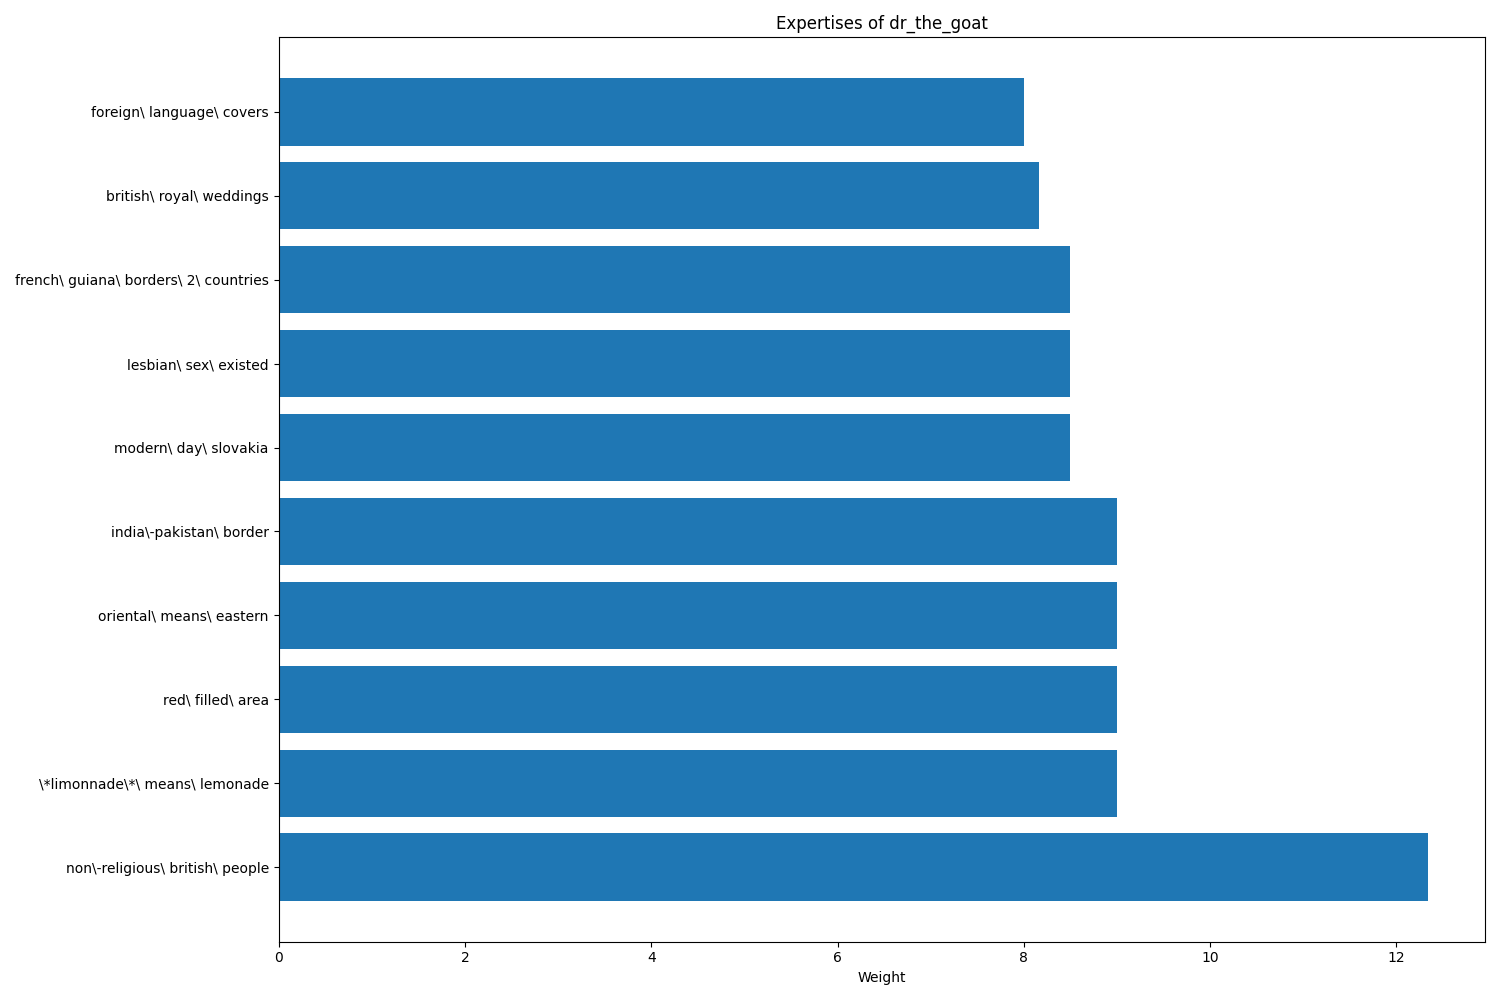 Expertises of dr_the_goat
foreign\ language\ covers
british\ royal\ weddings
french\ guiana\ borders\ 2\ countries
lesbian\ sex\ existed
modern\ day\ slovakia
india\-pakistan\ border
oriental\ means\ eastern
red\ filled\ area
\*limonnade\*\ means\ lemonade
non\-religious\ british\ people
0 2 4 6 8 10 12
Weight